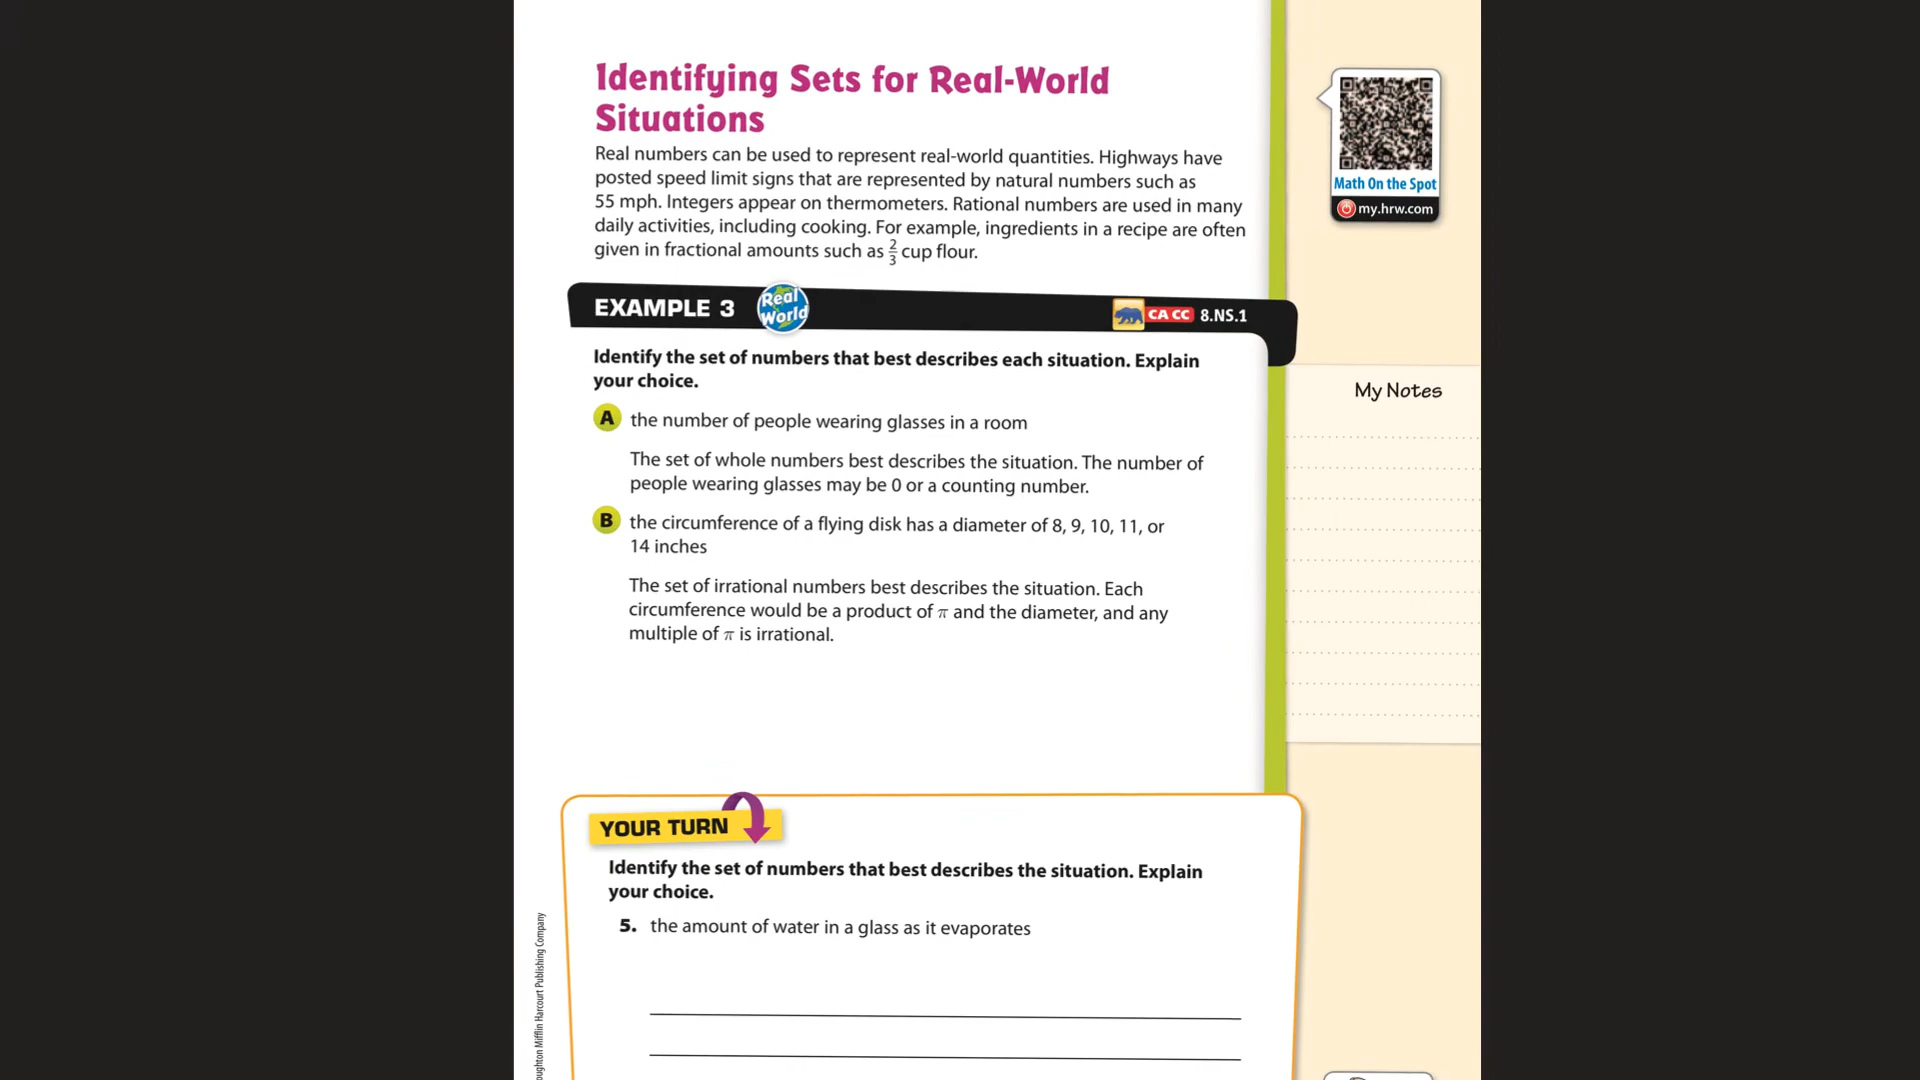 Identifying Sets for Real-World
Situations
Real numbers can be used to represent real-world quantities. Highways have
posted speed limit signs that are represented by natural numbers such as
55 mph. Integers appear on thermometers. Rational numbers are used in many
daily activities, including cooking. For example, ingredients in a recipe are often
given in fractional amounts such as 2/3 cup flour.
Math On the Spot
my.hrw.com
EXAMPLE 3
Real
World
CA CC 8.NS.1
Identify the set of numbers that best describes each situation. Explain
your choice.
A the number of people wearing glasses in a room
The set of whole numbers best describes the situation. The number of
people wearing glasses may be 0 or a counting number.
B the circumference of a flying disk has a diameter of 8, 9, 10, 11, or
14 inches
The set of irrational numbers best describes the situation. Each
circumference would be a product of π and the diameter, and any
multiple of π is irrational.
My Notes
YOUR TURN
Identify the set of numbers that best describes the situation. Explain
your choice.
5. the amount of water in a glass as it evaporates
oughton Mifflin Harcourt Publishing Company